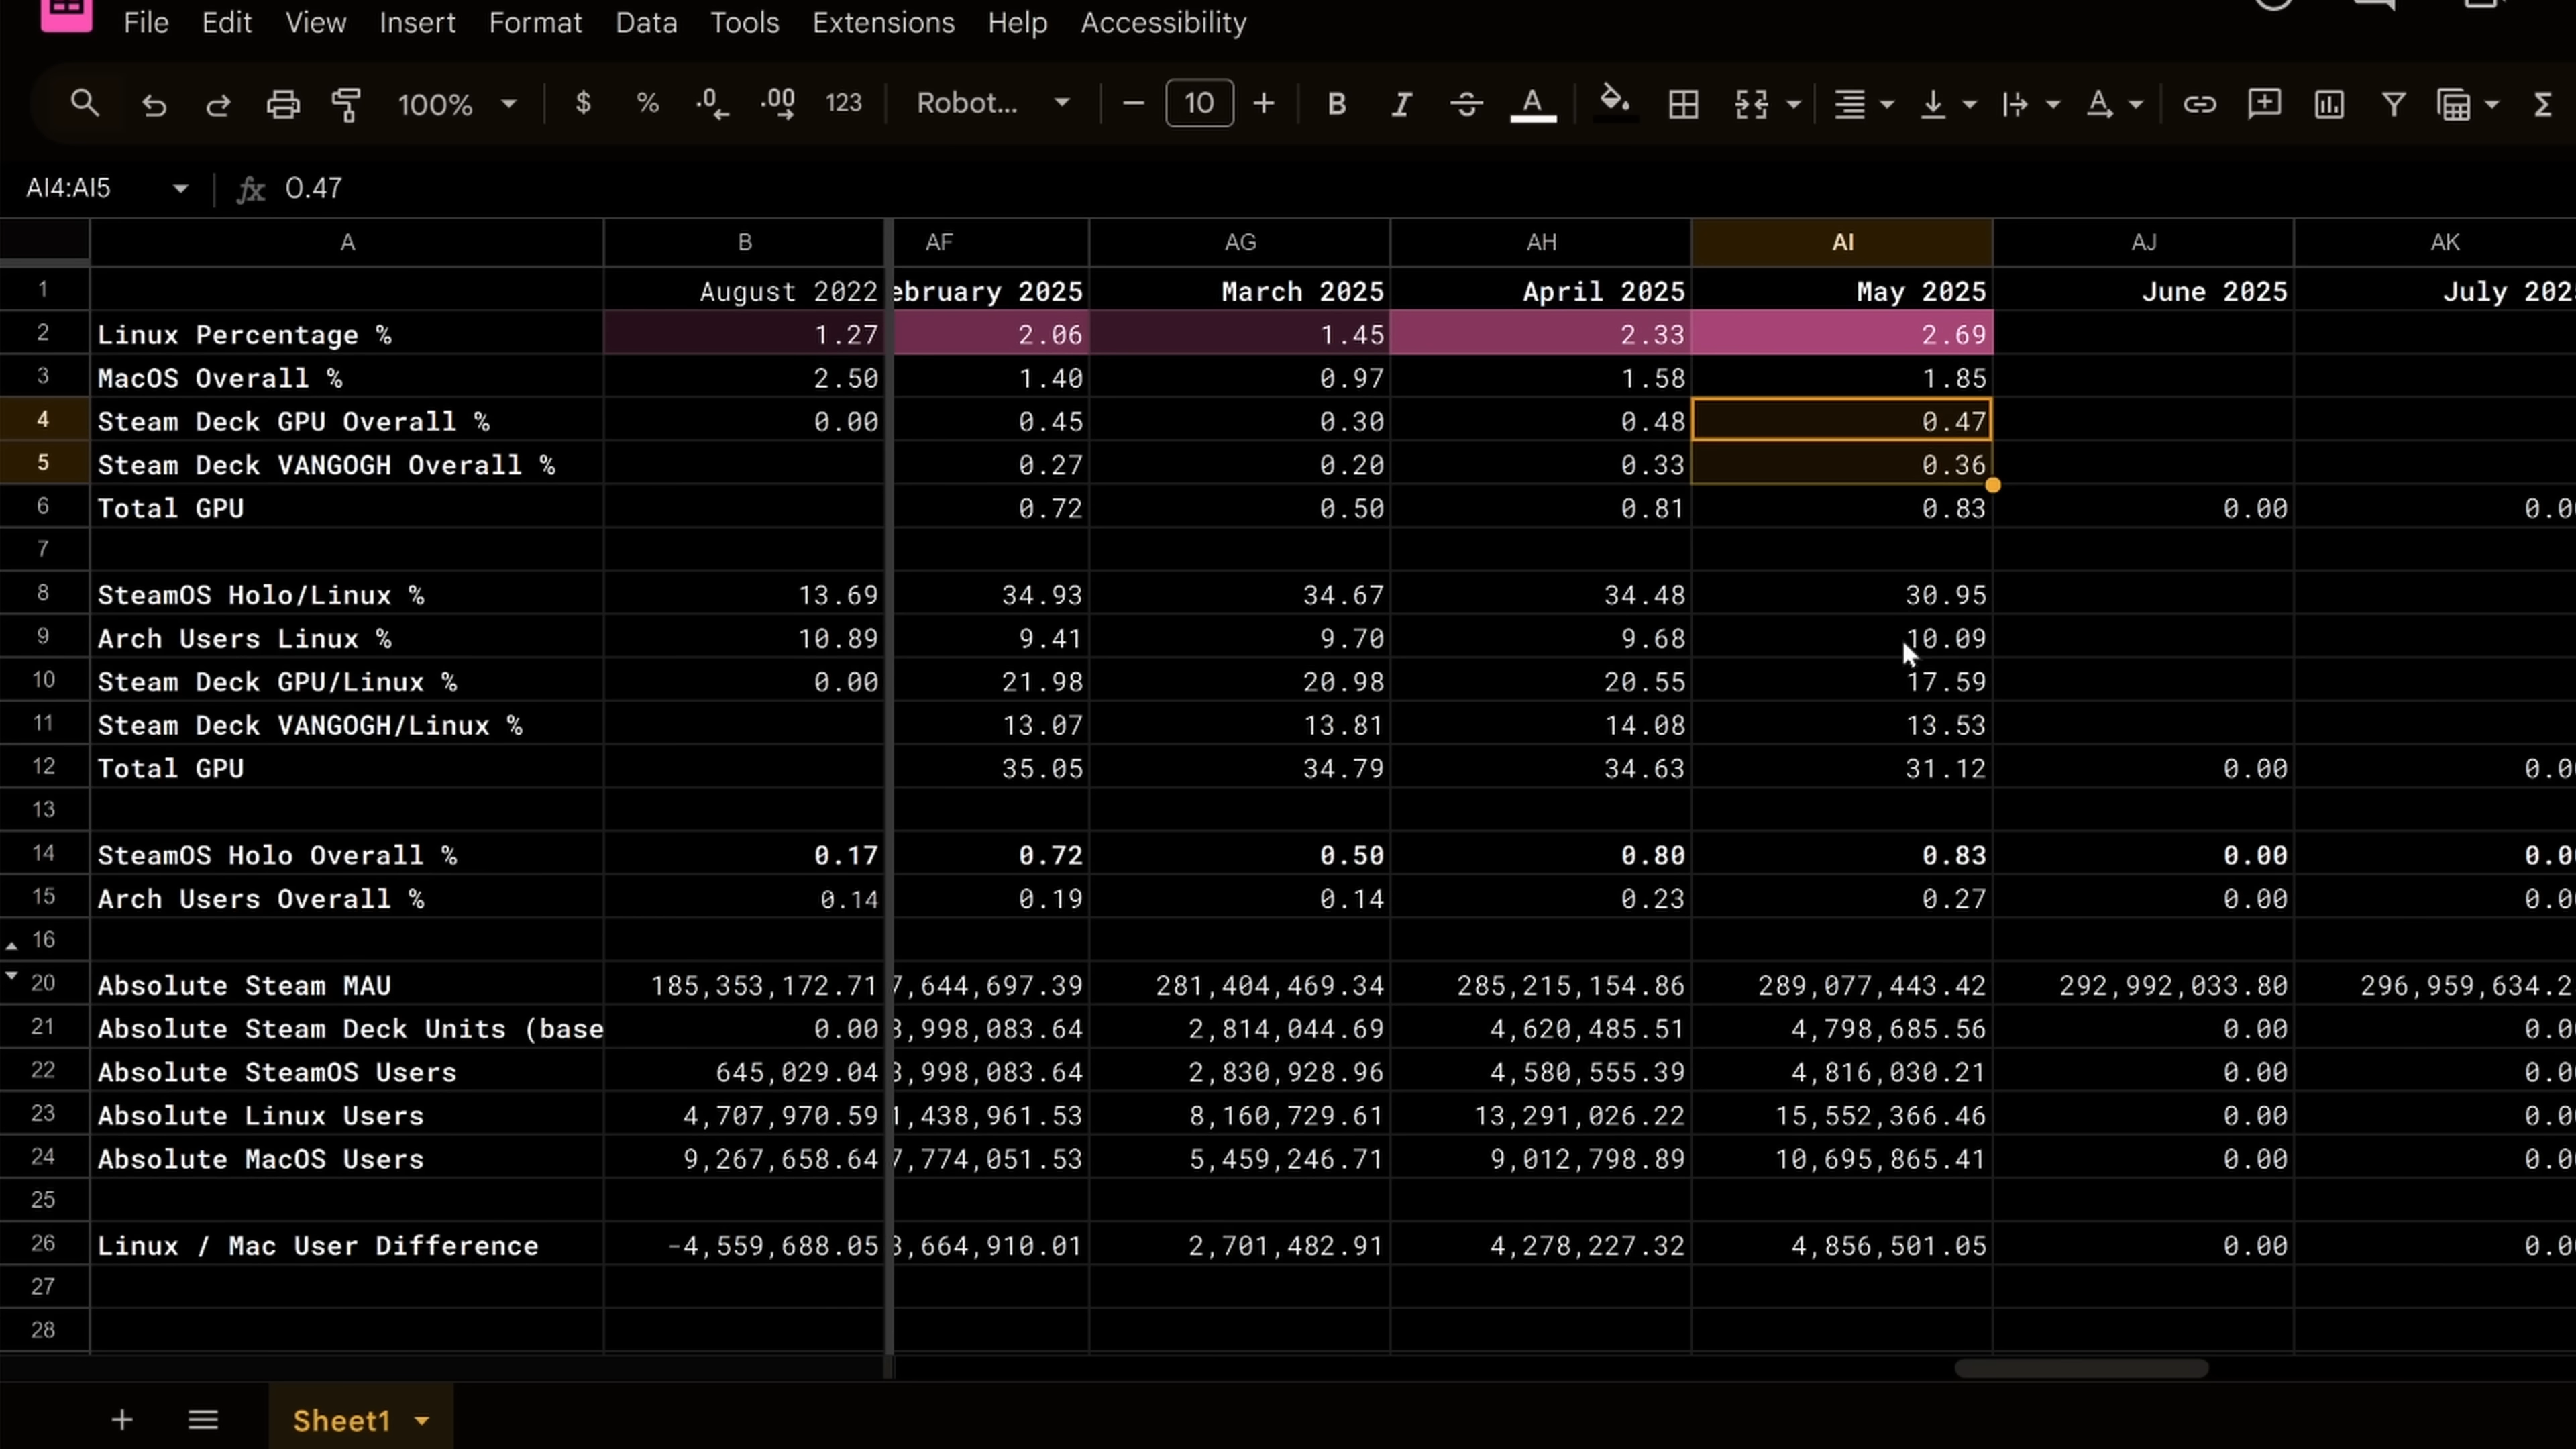 File Edit View Insert Format Data Tools Extensions Help Accessibility
100% $ % .0 .00 123 Robot... 10 B I A Σ
AI4:AI5 fx 0.47
A B AF AG AH AI AJ AK
1 August 2022 ebruary 2025 March 2025 April 2025 May 2025 June 2025 July 202
2 Linux Percentage % 1.27 2.06 1.45 2.33 2.69
3 MacOS Overall % 2.50 1.40 0.97 1.58 1.85
4 Steam Deck GPU Overall % 0.00 0.45 0.30 0.48 0.47
5 Steam Deck VANGOGH Overall % 0.27 0.20 0.33 0.36
6 Total GPU 0.72 0.50 0.81 0.83 0.00 0.0
7
8 SteamOS Holo/Linux % 13.69 34.93 34.67 34.48 30.95
9 Arch Users Linux % 10.89 9.41 9.70 9.68 10.09
10 Steam Deck GPU/Linux % 0.00 21.98 20.98 20.55 17.59
11 Steam Deck VANGOGH/Linux % 13.07 13.81 14.08 13.53
12 Total GPU 35.05 34.79 34.63 31.12 0.00 0.0
13
14 SteamOS Holo Overall % 0.17 0.72 0.50 0.80 0.83 0.00 0.0
15 Arch Users Overall % 0.14 0.19 0.14 0.23 0.27 0.00 0.0
16
20 Absolute Steam MAU 185,353,172.71 7,644,697.39 281,404,469.34 285,215,154.86 289,077,443.42 292,992,033.80 296,959,634.2
21 Absolute Steam Deck Units (base 0.00 3,998,083.64 2,814,044.69 4,620,485.51 4,798,685.56 0.00 0.0
22 Absolute SteamOS Users 645,029.04 3,998,083.64 2,830,928.96 4,580,555.39 4,816,030.21 0.00 0.0
23 Absolute Linux Users 4,707,970.59 1,438,961.53 8,160,729.61 13,291,026.22 15,552,366.46 0.00 0.0
24 Absolute MacOS Users 9,267,658.64 7,774,051.53 5,459,246.71 9,012,798.89 10,695,865.41 0.00 0.0
25
26 Linux / Mac User Difference -4,559,688.05 3,664,910.01 2,701,482.91 4,278,227.32 4,856,501.05 0.00 0.0
27
28
Sheet1